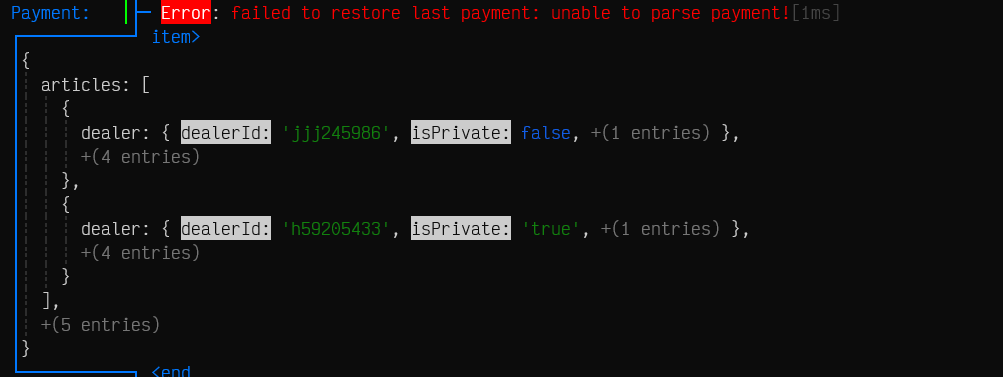 Payment: Error: failed to restore last payment: unable to parse payment![1ms]
item>
{
articles: [
{
dealer: { dealerId: 'jjj245986', isPrivate: false, +(1 entries) },
+(4 entries)
},
{
dealer: { dealerId: 'h59205433', isPrivate: 'true', +(1 entries) },
+(4 entries)
}
],
+(5 entries)
}
<end